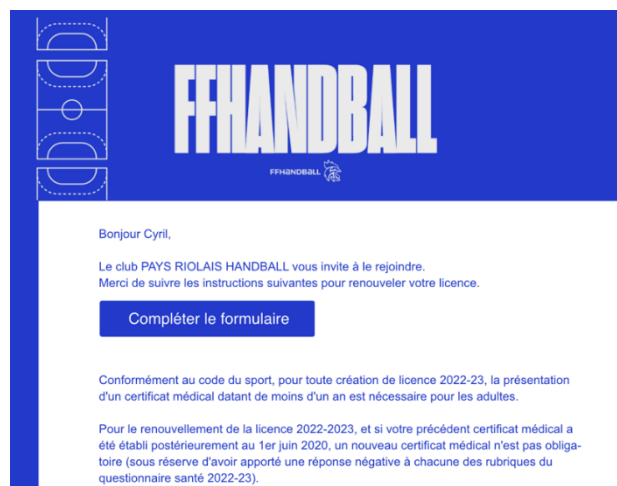 FFHANDBALL
FFHANDBALL
Bonjour Cyril,
Le club PAYS RIOLAIS HANDBALL vous invite à le rejoindre.
Merci de suivre les instructions suivantes pour renouveler votre licence.
Compléter le formulaire
Conformément au code du sport, pour toute création de licence 2022-23, la présentation
d'un certificat médical datant de moins d'un an est nécessaire pour les adultes.
Pour le renouvellement de la licence 2022-2023, et si votre précédent certificat médical a
été établi postérieurement au 1er juin 2020, un nouveau certificat médical n'est pas obliga-
toire (sous réserve d'avoir apporté une réponse négative à chacune des rubriques du
questionnaire santé 2022-23).